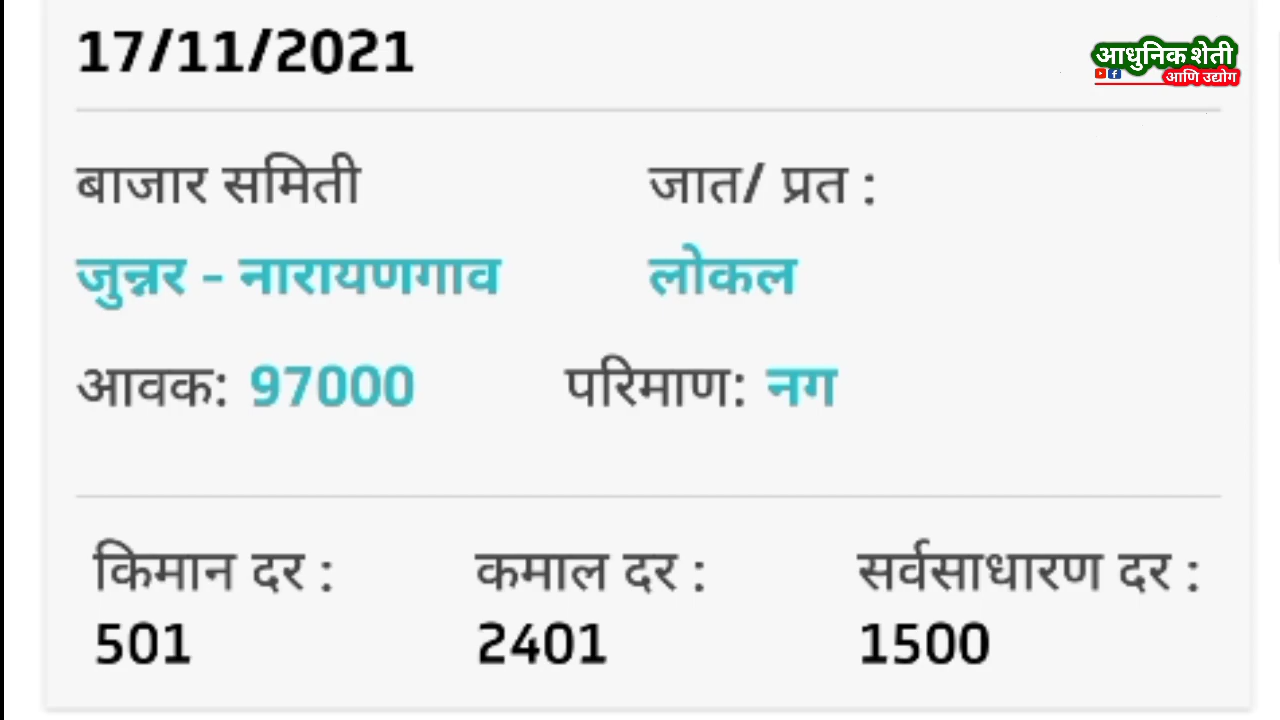 17/11/2021
आधुनिक शेती
आणि उद्योग
बाजार समिती जात/ प्रत :
जुन्नर - नारायणगाव लोकल
आवक: 97000 परिमाण: नग
किमान दर : कमाल दर : सर्वसाधारण दर :
501 2401 1500